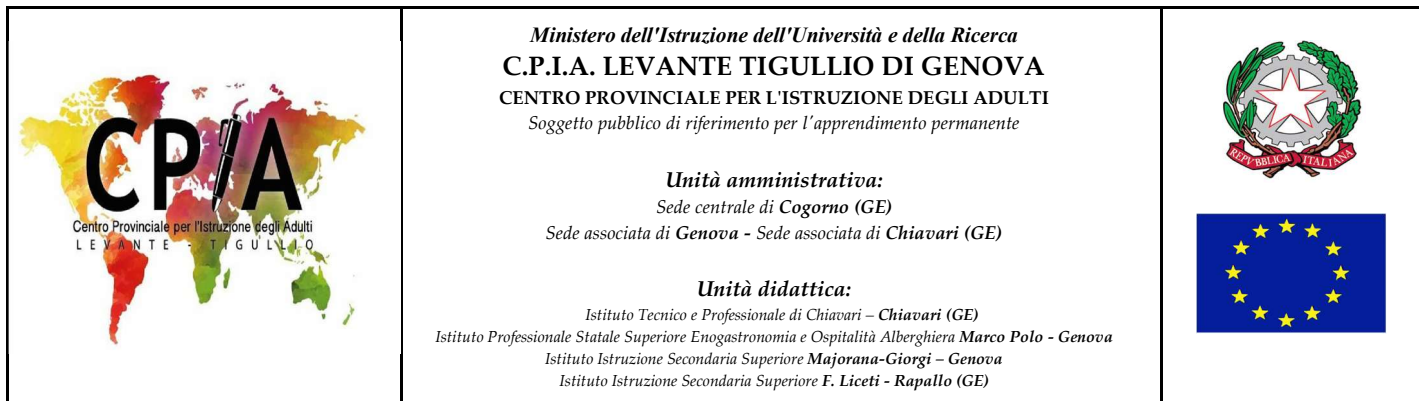 CPIA
Centro Provinciale per l'Istruzione degli Adulti
LEVANTE - TIGULLIO
Ministero dell'Istruzione dell'Università e della Ricerca
C.P.I.A. LEVANTE TIGULLIO DI GENOVA
CENTRO PROVINCIALE PER L'ISTRUZIONE DEGLI ADULTI
Soggetto pubblico di riferimento per l'apprendimento permanente
Unità amministrativa:
Sede centrale di Cogorno (GE)
Sede associata di Genova - Sede associata di Chiavari (GE)
Unità didattica:
Istituto Tecnico e Professionale di Chiavari – Chiavari (GE)
Istituto Professionale Statale Superiore Enogastronomia e Ospitalità Alberghiera Marco Polo - Genova
Istituto Istruzione Secondaria Superiore Majorana-Giorgi – Genova
Istituto Istruzione Secondaria Superiore F. Liceti - Rapallo (GE)
REPVBBLICA ITALIANA